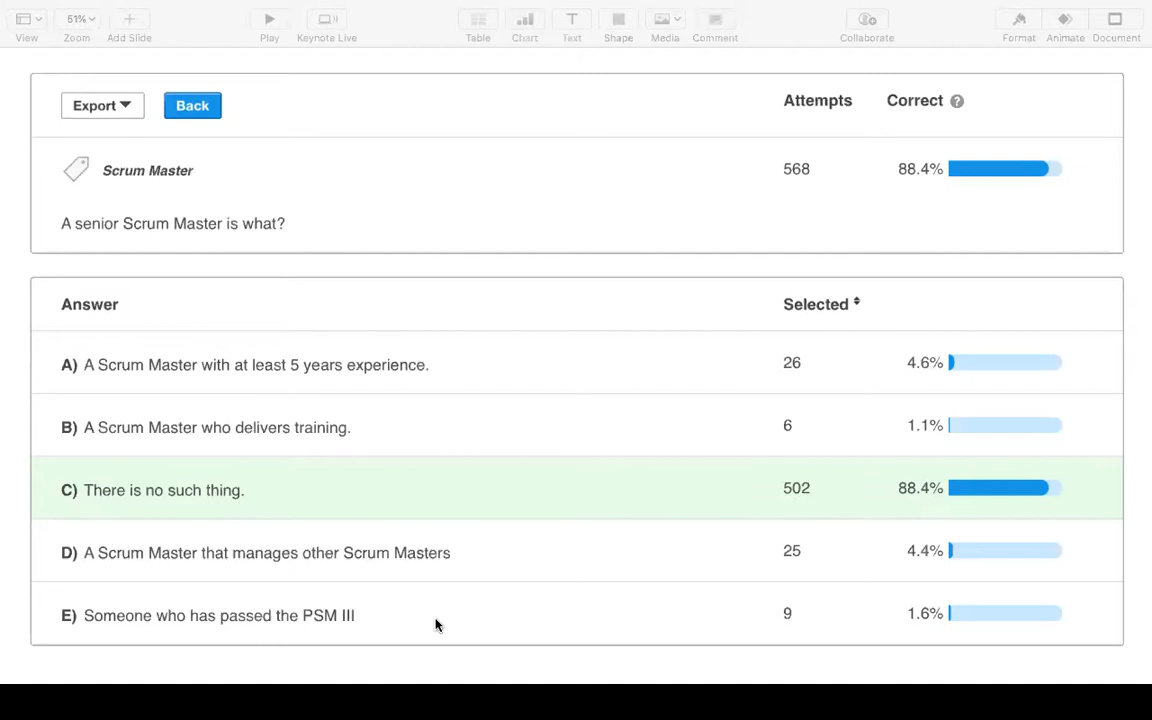 51%
View
Zoom
Add Slide
Play
Keynote Live
Table
Chart
Text
Shape
Media
Comment
Collaborate
Format
Animate
Document
Export
Back
Attempts
Correct ?
Scrum Master
568
88.4%
A senior Scrum Master is what?
Answer
Selected
A) A Scrum Master with at least 5 years experience.
26
4.6%
B) A Scrum Master who delivers training.
6
1.1%
C) There is no such thing.
502
88.4%
D) A Scrum Master that manages other Scrum Masters
25
4.4%
E) Someone who has passed the PSM III
9
1.6%